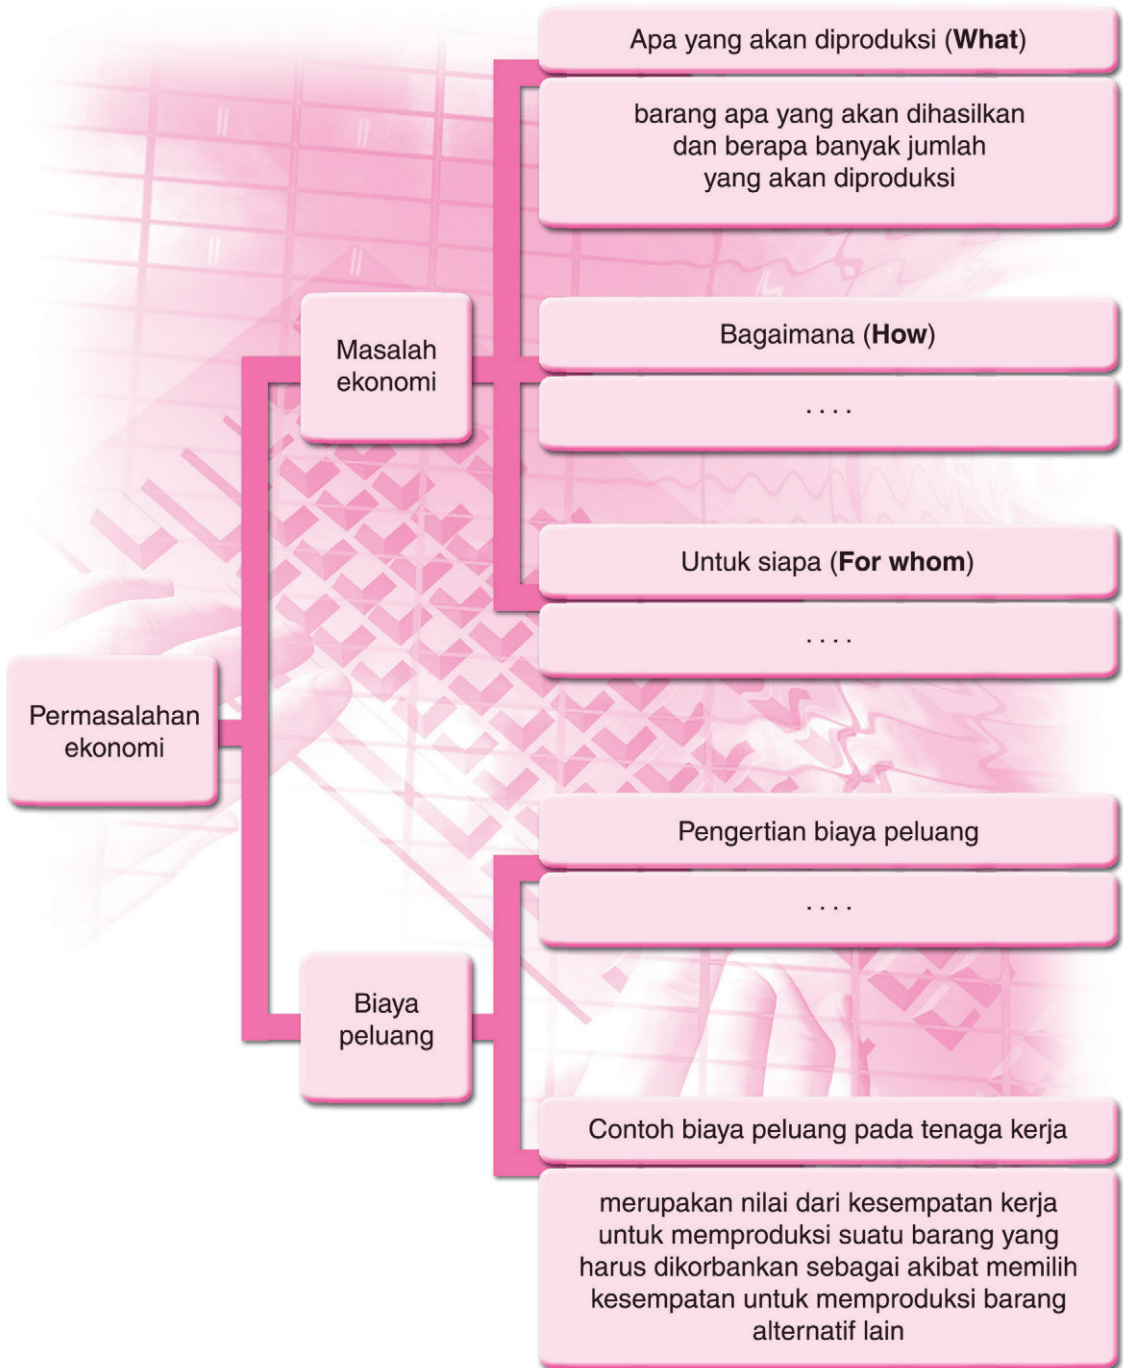 Apa yang akan diproduksi (What)
barang apa yang akan dihasilkan
dan berapa banyak jumlah
yang akan diproduksi
Masalah
ekonomi
Bagaimana (How)
. . . .
Untuk siapa (For whom)
. . . .
Permasalahan
ekonomi
Pengertian biaya peluang
. . . .
Biaya
peluang
Contoh biaya peluang pada tenaga kerja
merupakan nilai dari kesempatan kerja
untuk memproduksi suatu barang yang
harus dikorbankan sebagai akibat memilih
kesempatan untuk memproduksi barang
alternatif lain